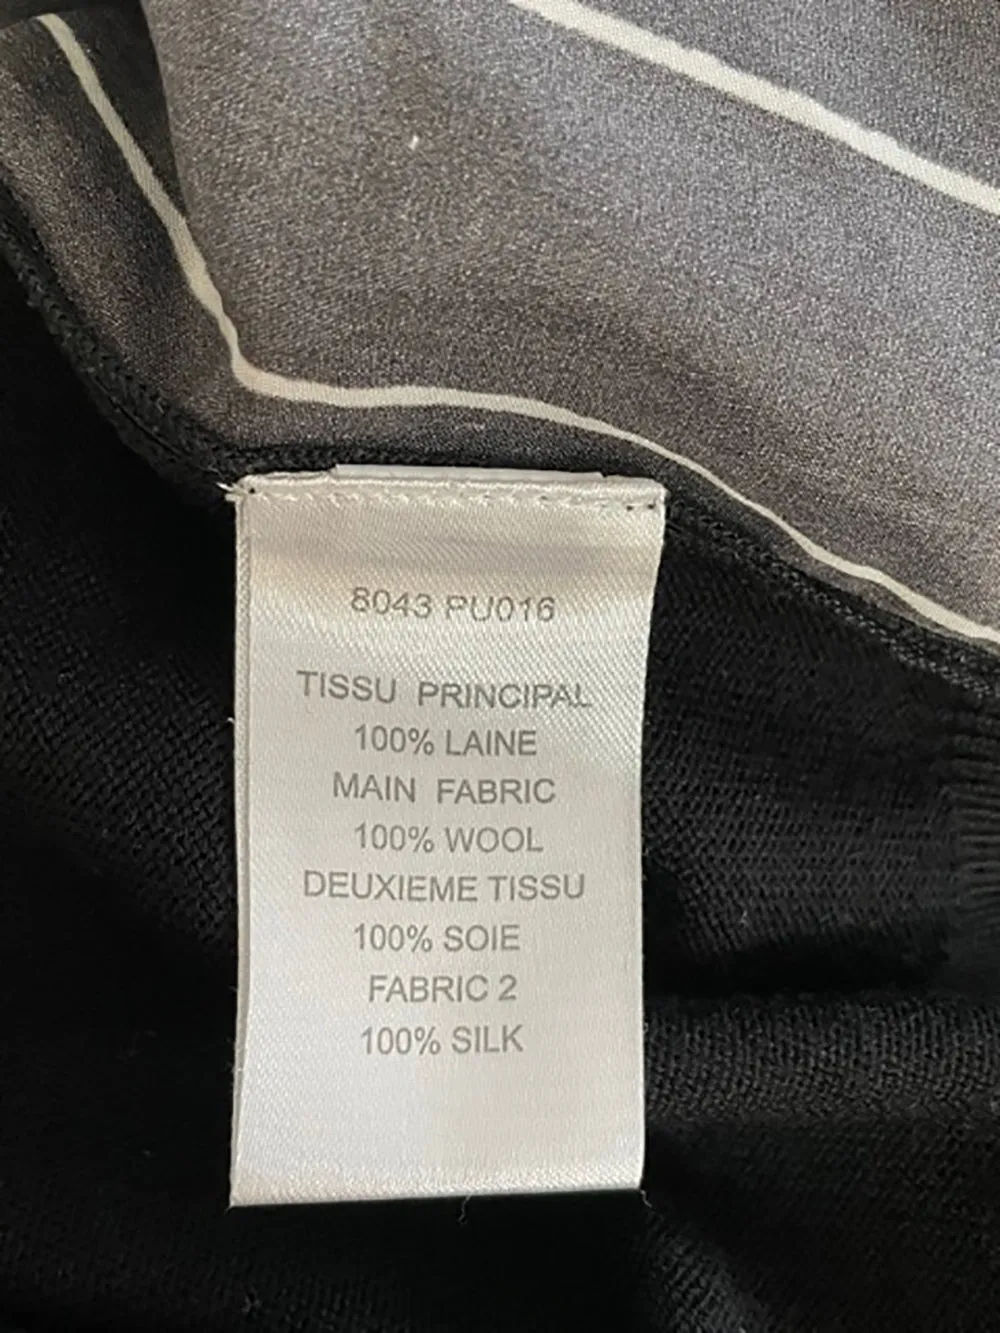 8043 PU016
TISSU PRINCIPAL
100% LAINE
MAIN FABRIC
100% WOOL
DEUXIEME TISSU
100% SOIE
FABRIC 2
100% SILK